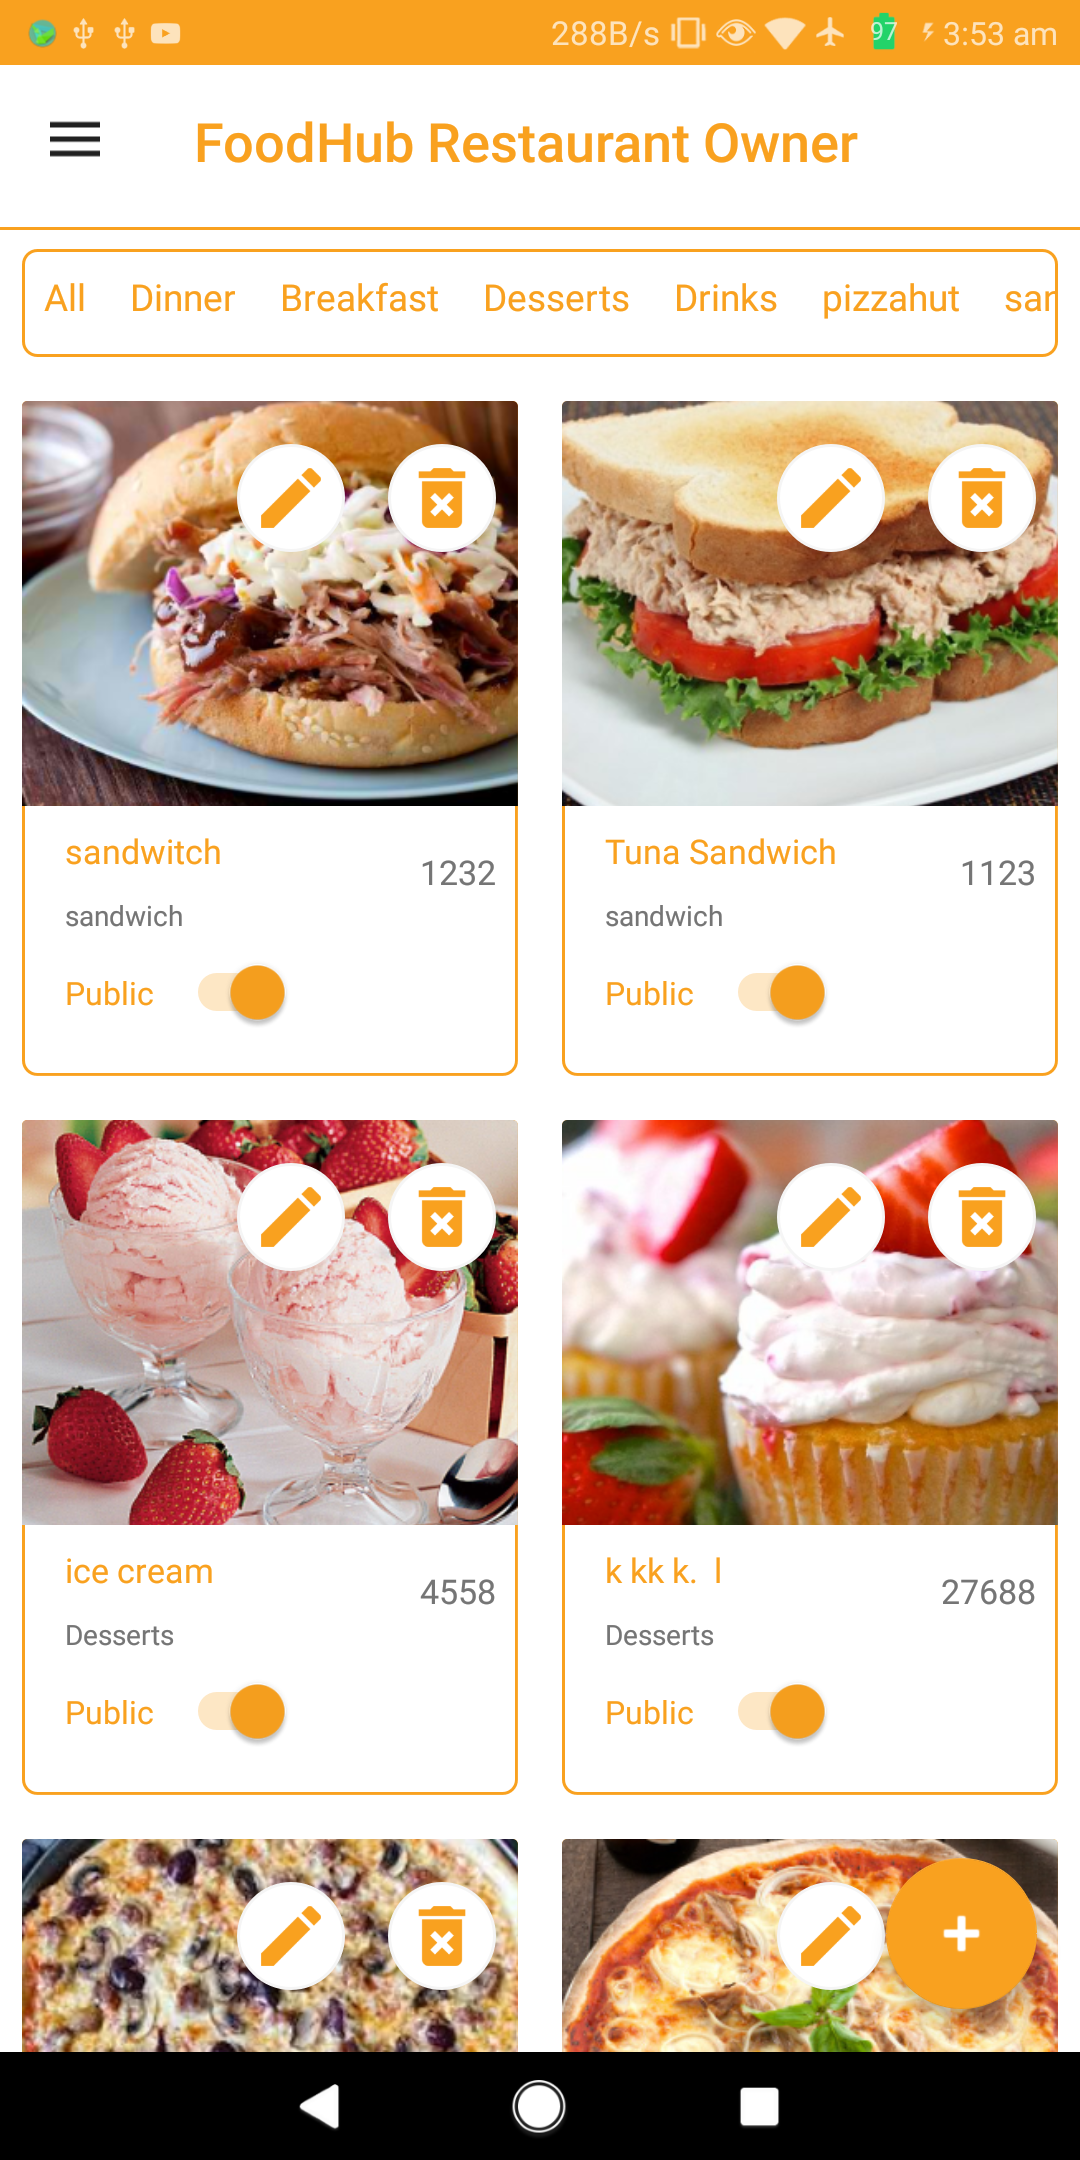 288B/s 97 3:53 am
FoodHub Restaurant Owner
All Dinner Breakfast Desserts Drinks pizzahut sar
sandwitch
1232
sandwich
Public
Tuna Sandwich
1123
sandwich
Public
ice cream
4558
Desserts
Public
k kk k. l
27688
Desserts
Public